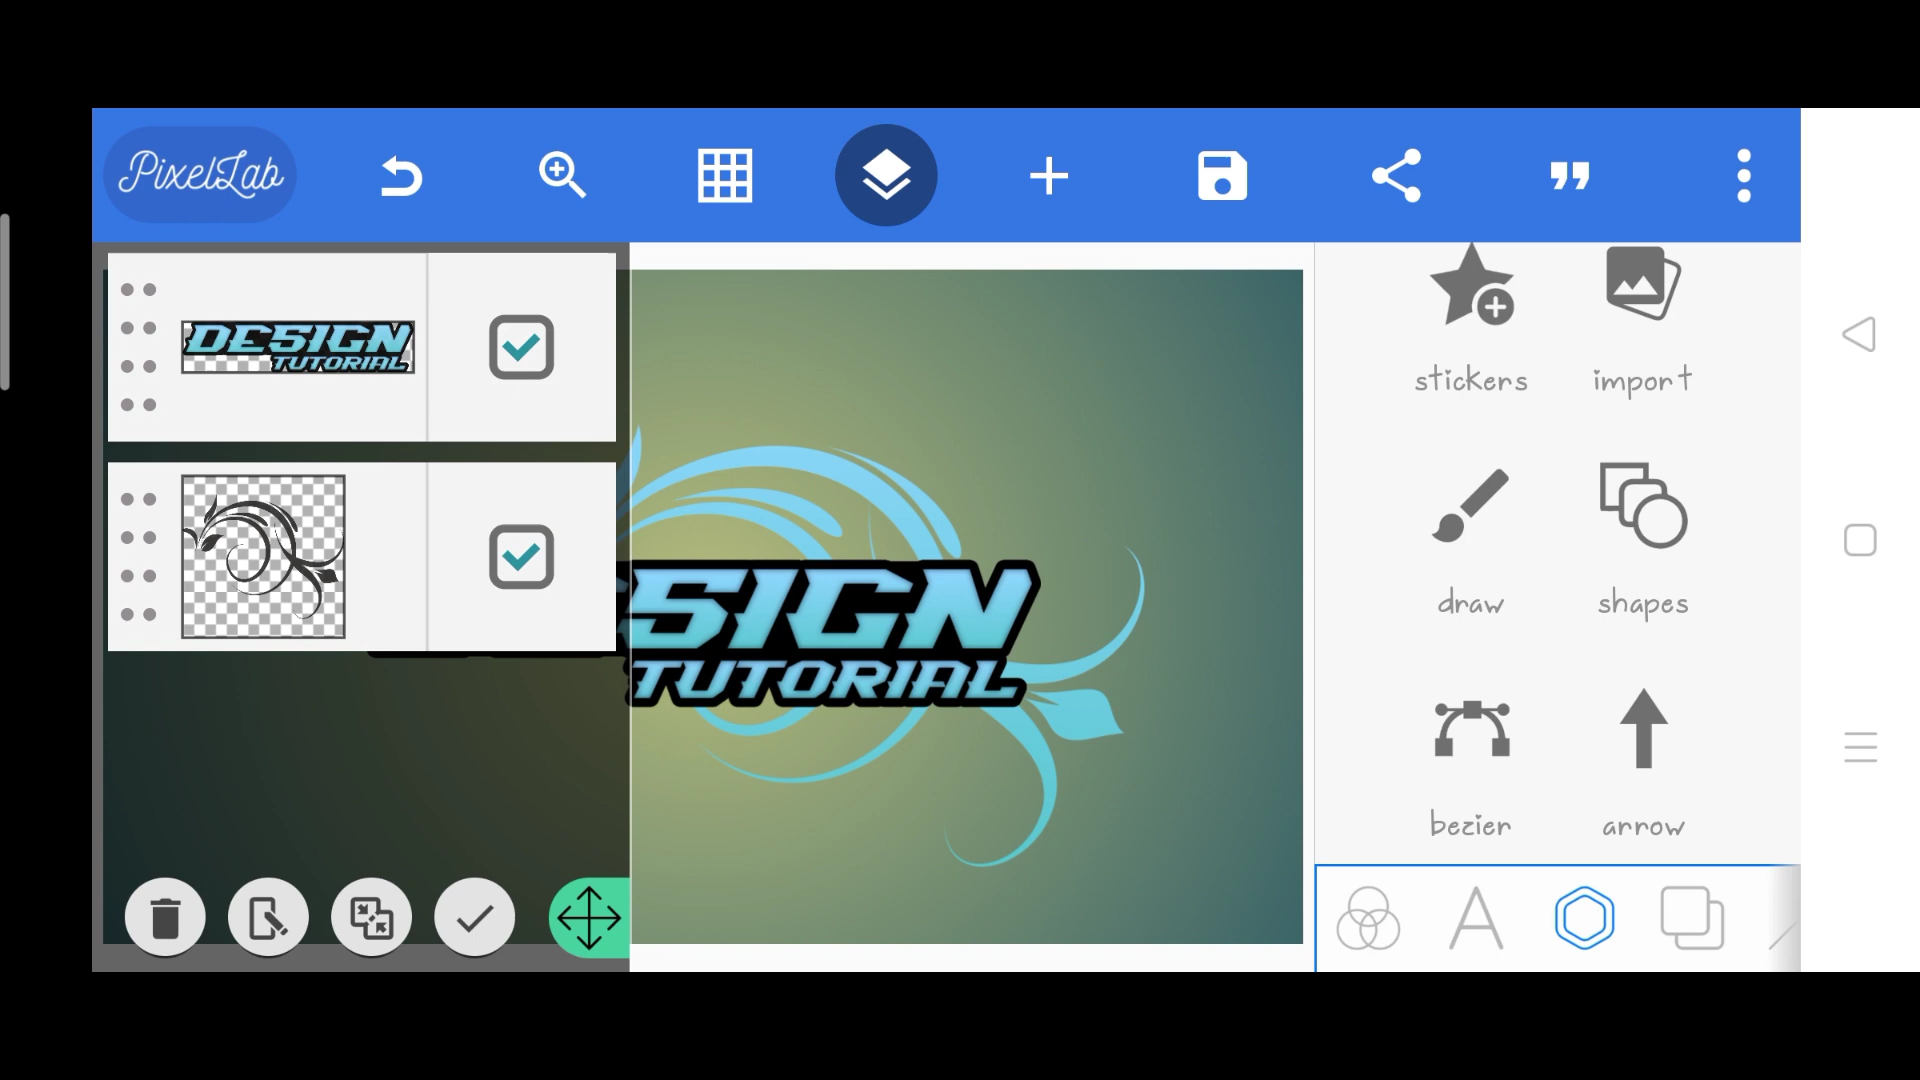 PixelLab
DESIGN
TUTORIAL
SIGN
TUTORIAL
stickers
import
draw
shapes
bezier
arrow